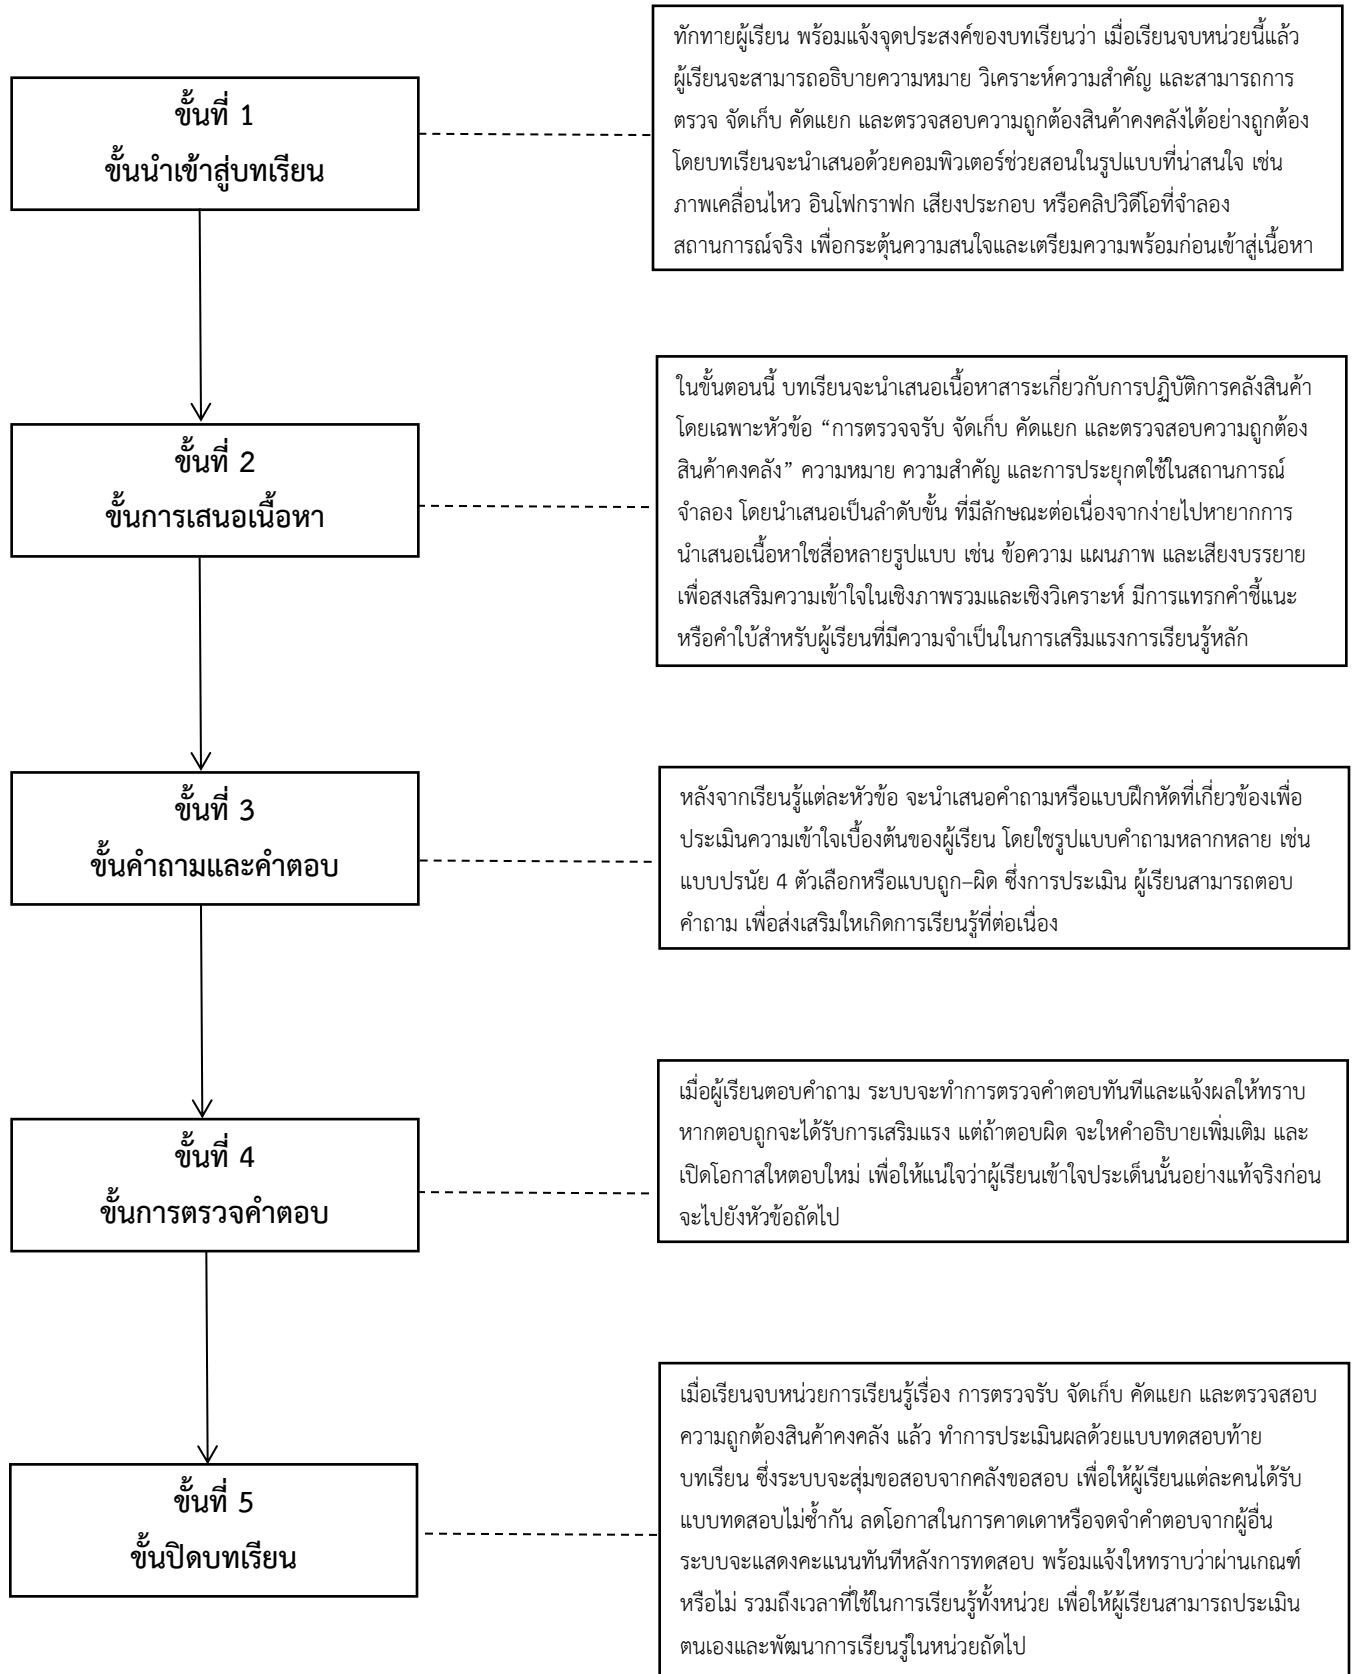 ขั้นที่ 1
ขั้นนำเข้าสู่บทเรียน
ทักทายผู้เรียน พร้อมแจ้งจุดประสงค์ของบทเรียนว่า เมื่อเรียนจบหน่วยนี้แล้ว
ผู้เรียนจะสามารถอธิบายความหมาย วิเคราะห์ความสำคัญ และสามารถการ
ตรวจ จัดเก็บ คัดแยก และตรวจสอบความถูกต้องสินค้าคงคลังได้อย่างถูกต้อง
โดยบทเรียนจะนำเสนอด้วยคอมพิวเตอร์ช่วยสอนในรูปแบบที่น่าสนใจ เช่น
ภาพเคลื่อนไหว อินโฟกราฟก เสียงประกอบ หรือคลิปวิดีโอที่จำลอง
สถานการณ์จริง เพื่อกระตุ้นความสนใจและเตรียมความพร้อมก่อนเข้าสู่เนื้อหา
ขั้นที่ 2
ขั้นการเสนอเนื้อหา
ในขั้นตอนนี้ บทเรียนจะนำเสนอเนื้อหาสาระเกี่ยวกับการปฏิบัติการคลังสินค้า
โดยเฉพาะหัวข้อ “การตรวจจรับ จัดเก็บ คัดแยก และตรวจสอบความถูกต้อง
สินค้าคงคลัง” ความหมาย ความสำคัญ และการประยุกตใช้ในสถานการณ์
จำลอง โดยนำเสนอเป็นลำดับขั้น ที่มีลักษณะต่อเนื่องจากง่ายไปหายากการ
นำเสนอเนื้อหาใชสื่อหลายรูปแบบ เช่น ข้อความ แผนภาพ และเสียงบรรยาย
เพื่อสงเสริมความเข้าใจในเชิงภาพรวมและเชิงวิเคราะห์ มีการแทรกคำชี้แนะ
หรือคำใบ้สำหรับผู้เรียนที่มีความจำเป็นในการเสริมแรงการเรียนรู้หลัก
ขั้นที่ 3
ขั้นคำถามและคำตอบ
หลังจากเรียนรู้แต่ละหัวข้อ จะนำเสนอคำถามหรือแบบฝึกหัดที่เกี่ยวข้องเพื่อ
ประเมินความเข้าใจเบื้องต้นของผู้เรียน โดยใชรูปแบบคำถามหลากหลาย เช่น
แบบปรนัย 4 ตัวเลือกหรือแบบถูก–ผิด ซึ่งการประเมิน ผู้เรียนสามารถตอบ
คำถาม เพื่อส่งเสริมใหเกิดการเรียนรู้ที่ต่อเนื่อง
ขั้นที่ 4
ขั้นการตรวจคำตอบ
เมื่อผู้เรียนตอบคำถาม ระบบจะทำการตรวจคำตอบทันทีและแจ้งผลให้ทราบ
หากตอบถูกจะได้รับการเสริมแรง แต่ถ้าตอบผิด จะใหคำอธิบายเพิ่มเติม และ
เปิดโอกาสใหตอบใหม่ เพื่อให้แน่ใจว่าผู้เรียนเข้าใจประเด็นนั้นอย่างแท้จริงก่อน
จะไปยังหัวข้อถัดไป
ขั้นที่ 5
ขั้นปิดบทเรียน
เมื่อเรียนจบหน่วยการเรียนรู้เรื่อง การตรวจรับ จัดเก็บ คัดแยก และตรวจสอบ
ความถูกต้องสินค้าคงคลัง แล้ว ทำการประเมินผลด้วยแบบทดสอบท้าย
บทเรียน ซึ่งระบบจะสุ่มขอสอบจากคลังขอสอบ เพื่อให้ผู้เรียนแต่ละคนได้รับ
แบบทดสอบไม่ซ้ำกัน ลดโอกาสในการคาดเดาหรือจดจำคำตอบจากผู้อื่น
ระบบจะแสดงคะแนนทันทีหลังการทดสอบ พร้อมแจ้งใหทราบว่าผ่านเกณฑ์
หรือไม่ รวมถึงเวลาที่ใช้ในการเรียนรู้ทั้งหน่วย เพื่อให้ผู้เรียนสามารถประเมิน
ตนเองและพัฒนาการเรียนรู่ในหน่วยถัดไป